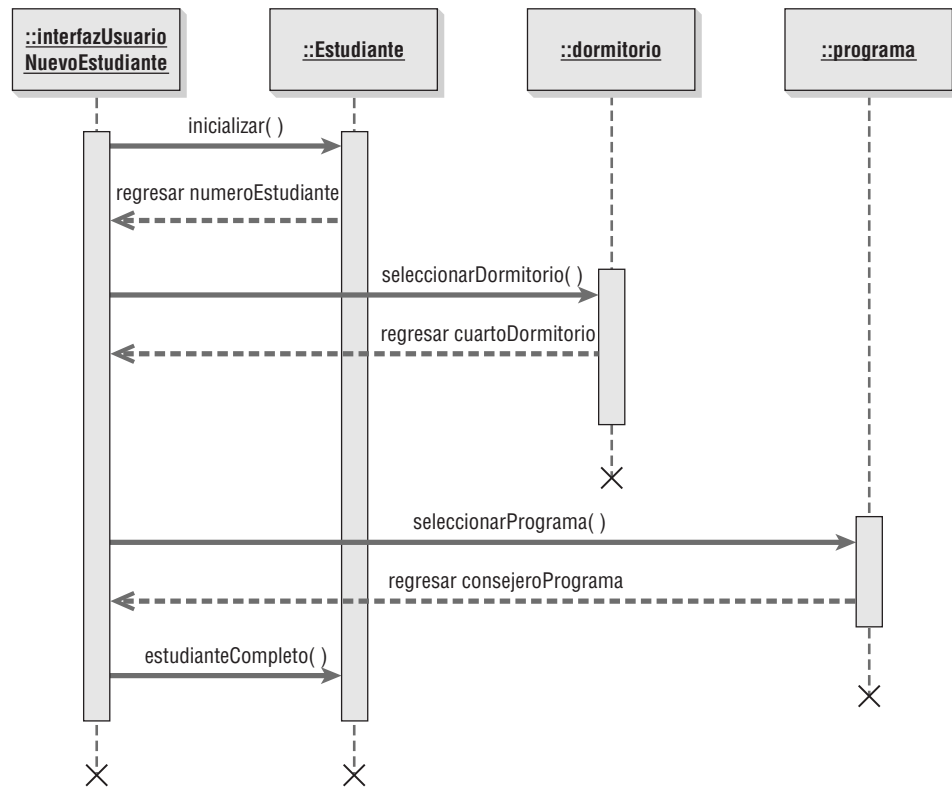 ::interfazUsuario
NuevoEstudiante
::Estudiante
::dormitorio
::programa
inicializar( )
regresar numeroEstudiante
seleccionarDormitorio( )
regresar cuartoDormitorio
seleccionarPrograma( )
regresar consejeroPrograma
estudianteCompleto( )